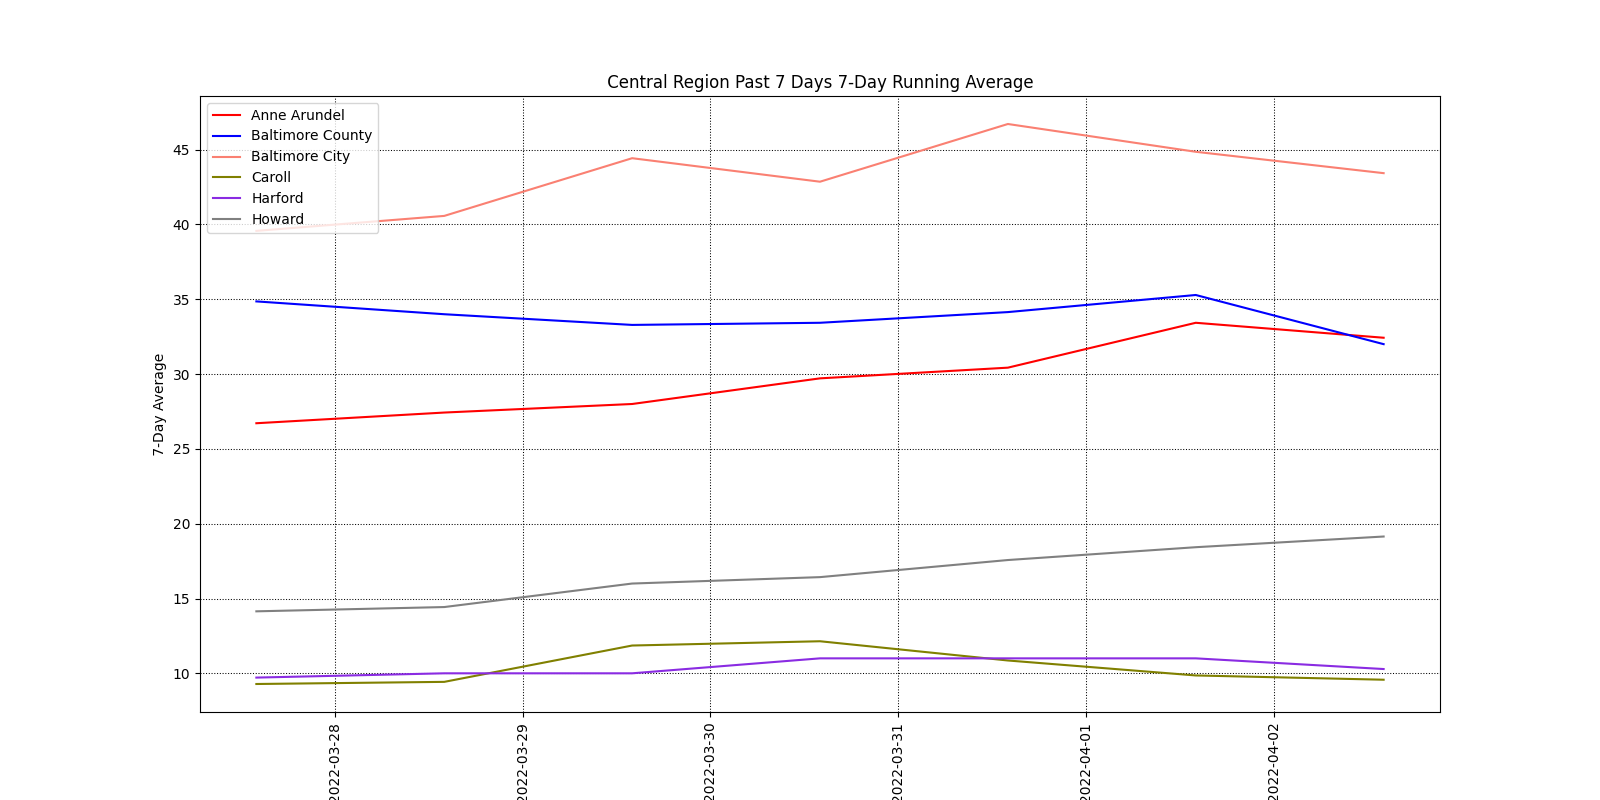 Central Region Past 7 Days 7-Day Running Average
Anne Arundel
Baltimore County
Baltimore City
Caroll
Harford
Howard
7-Day Average
45
40
35
30
25
20
15
10
2022-03-28
2022-03-29
2022-03-30
2022-03-31
2022-04-01
2022-04-02